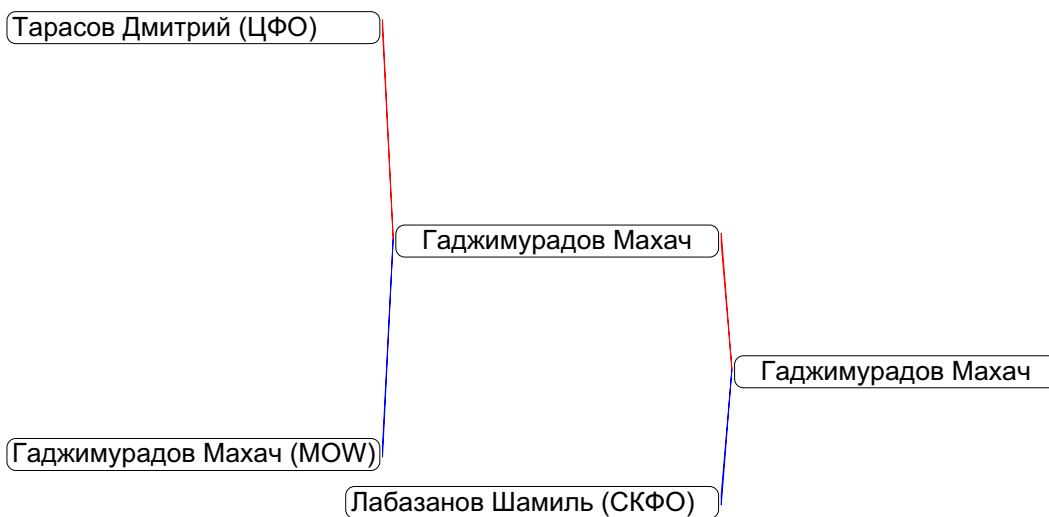 Тарасов Дмитрий (ЦФО)
Гаджимурадов Махач
Гаджимурадов Махач
Гаджимурадов Махач (MOW)
Лабазанов Шамиль (СКФО)